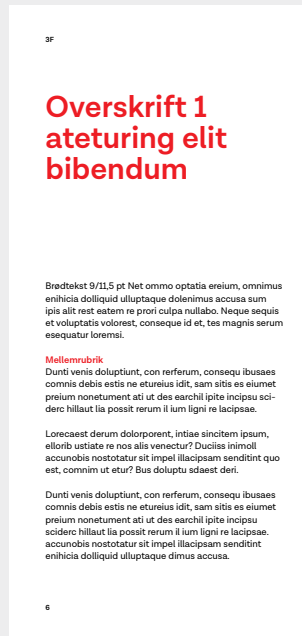 3F
Overskrift 1
ateturing elit
bibendum
Brødtekst 9/11,5 pt Net ommo optatia ereium, omnimus
enihicia dolliquid ulluptaque dolenimus accusa sum
ipis alit rest eatem re prori culpa nullabo. Neque sequis
et voluptatis volorest, conseque id et, tes magnis serum
esequatur loremsi.
Mellemrubrik
Dunti venis doluptiunt, con rerferum, consequ ibusaes
comnis debis estis ne etureius idit, sam sitis es eiumet
preium nonetument ati ut des earchil ipite incipsu sci-
derc hillaut lia possit rerum il ium ligni re lacipsae.
Lorecaest derum dolorporent, intiae sincitem ipsum,
ellorib ustiate re nos alis venectur? Duciiss inimoll
accunobis nostotatur sit impel illacipsam senditint quo
est, comnim ut etur? Bus doluptu sdaest deri.
Dunti venis doluptiunt, con rerferum, consequ ibusaes
comnis debis estis ne etureius idit, sam sitis es eiumet
preium nonetument ati ut des earchil ipite incipsu
sciderc hillaut lia possit rerum il ium ligni re lacipsae.
accunobis nostotatur sit impel illacipsam senditint
enihicia dolliquid ulluptaque dimus accusa.
6